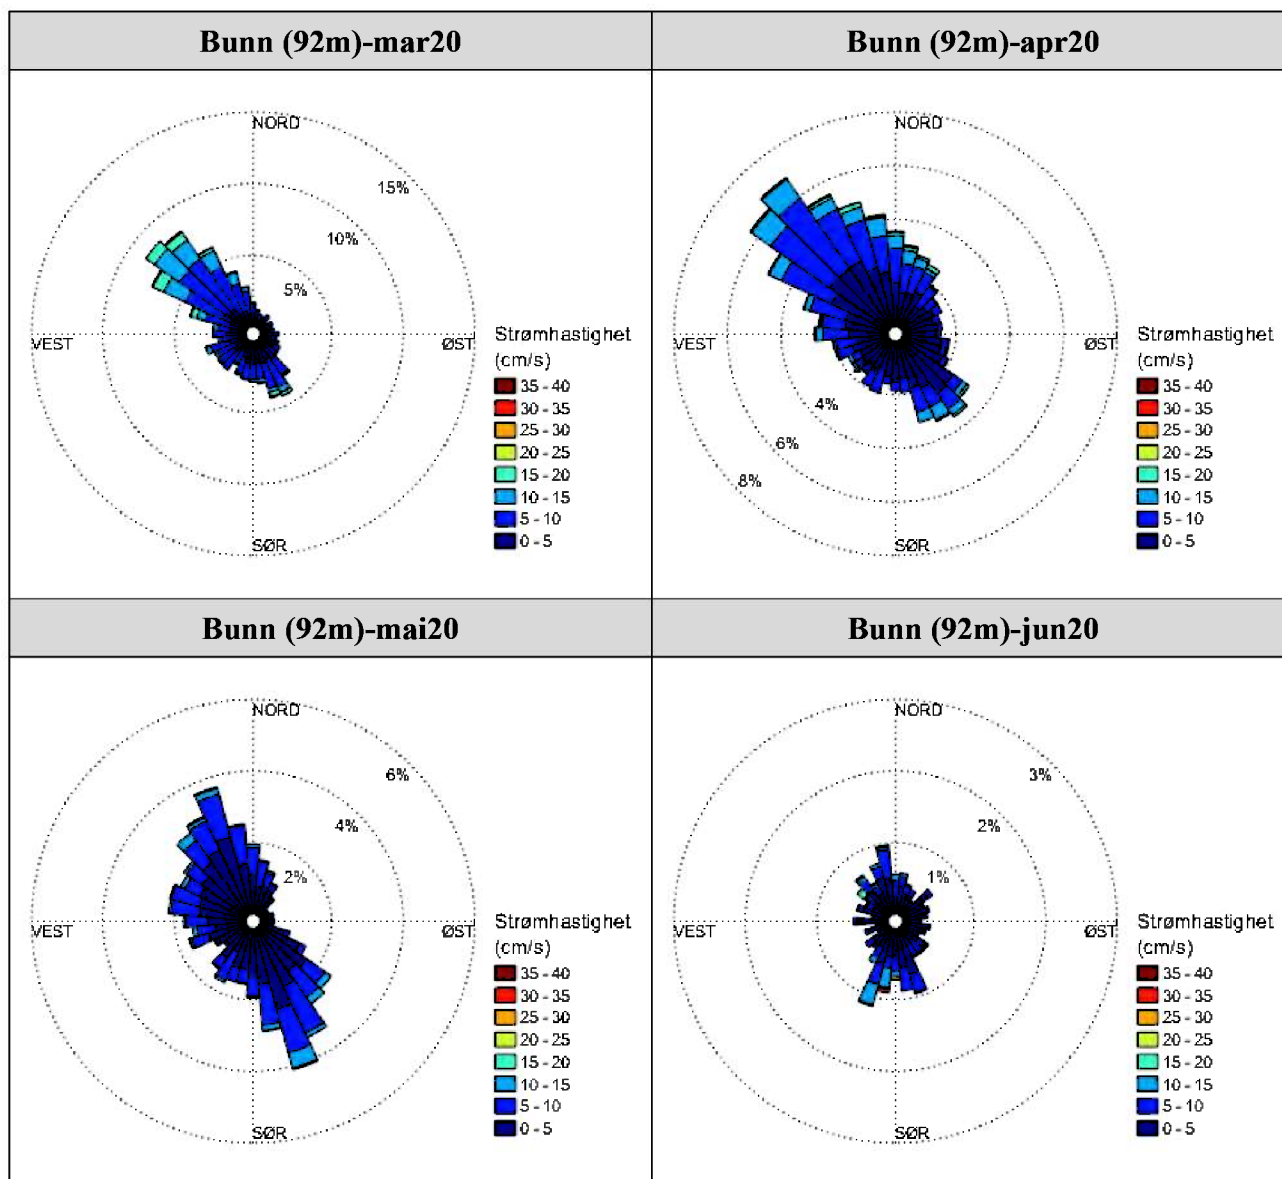 Bunn (92m)-mar20
NORD
15%
10%
5%
VEST
ØST
SØR
Strømhastighet
(cm/s)
35 - 40
30 - 35
25 - 30
20 - 25
15 - 20
10 - 15
5 - 10
0 - 5
Bunn (92m)-apr20
NORD
VEST
ØST
4%
6%
8%
SØR
Strømhastighet
(cm/s)
35 - 40
30 - 35
25 - 30
20 - 25
15 - 20
10 - 15
5 - 10
0 - 5
Bunn (92m)-mai20
NORD
6%
4%
2%
VEST
ØST
SØR
Strømhastighet
(cm/s)
35 - 40
30 - 35
25 - 30
20 - 25
15 - 20
10 - 15
5 - 10
0 - 5
Bunn (92m)-jun20
NORD
3%
2%
1%
VEST
ØST
SØR
Strømhastighet
(cm/s)
35 - 40
30 - 35
25 - 30
20 - 25
15 - 20
10 - 15
5 - 10
0 - 5